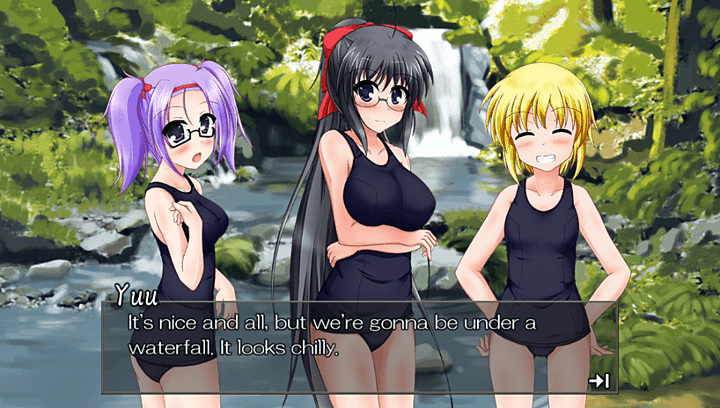 Yuu
It's nice and all, but we're gonna be under a
waterfall. It looks chilly.